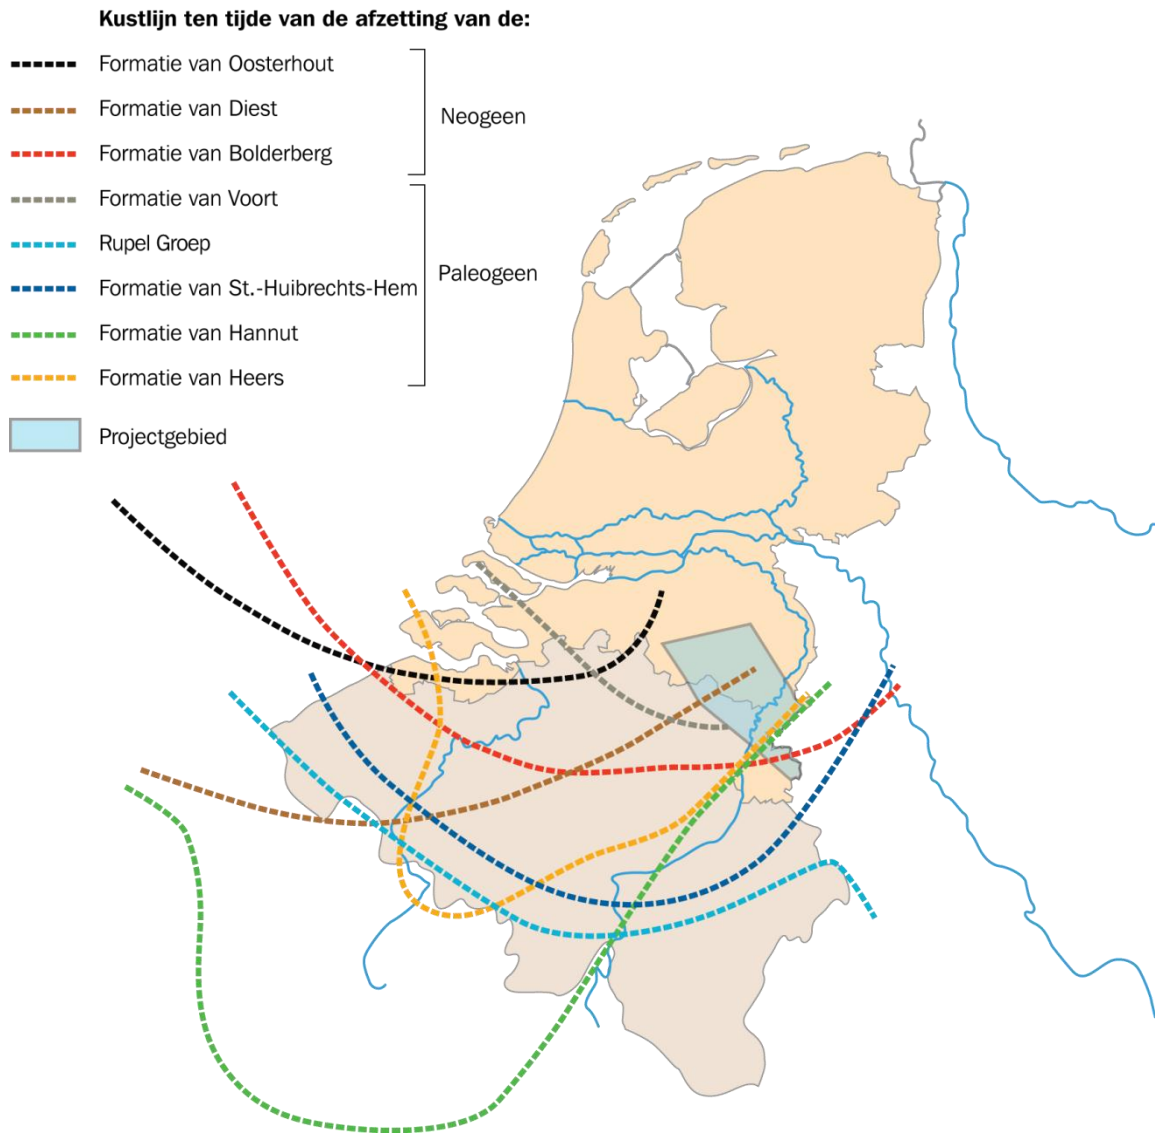 Kustlijn ten tijde van de afzetting van de:
Formatie van Oosterhout
Formatie van Diest
Formatie van Bolderberg
Neogeen
Formatie van Voort
Rupel Groep
Formatie van St.-Huibrechts-Hem
Formatie van Hannut
Formatie van Heers
Paleogeen
Projectgebied